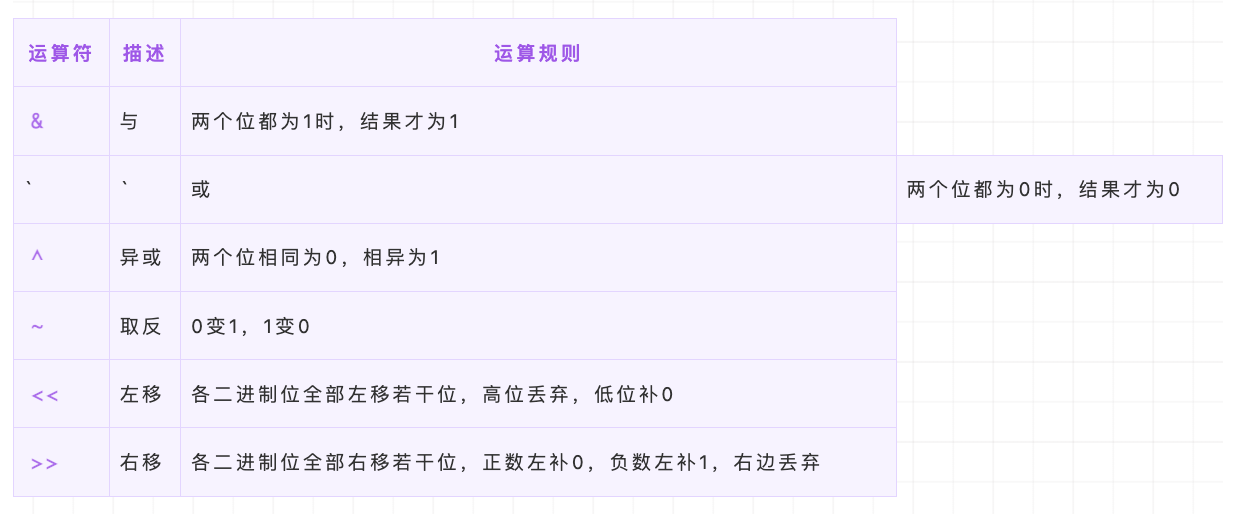 运算符 描述 运算规则
& 与 两个位都为1时，结果才为1
` ` 或 两个位都为0时，结果才为0
^ 异或 两个位相同为0，相异为1
~ 取反 0变1，1变0
<< 左移 各二进制位全部左移若干位，高位丢弃，低位补0
>> 右移 各二进制位全部右移若干位，正数左补0，负数左补1，右边丢弃